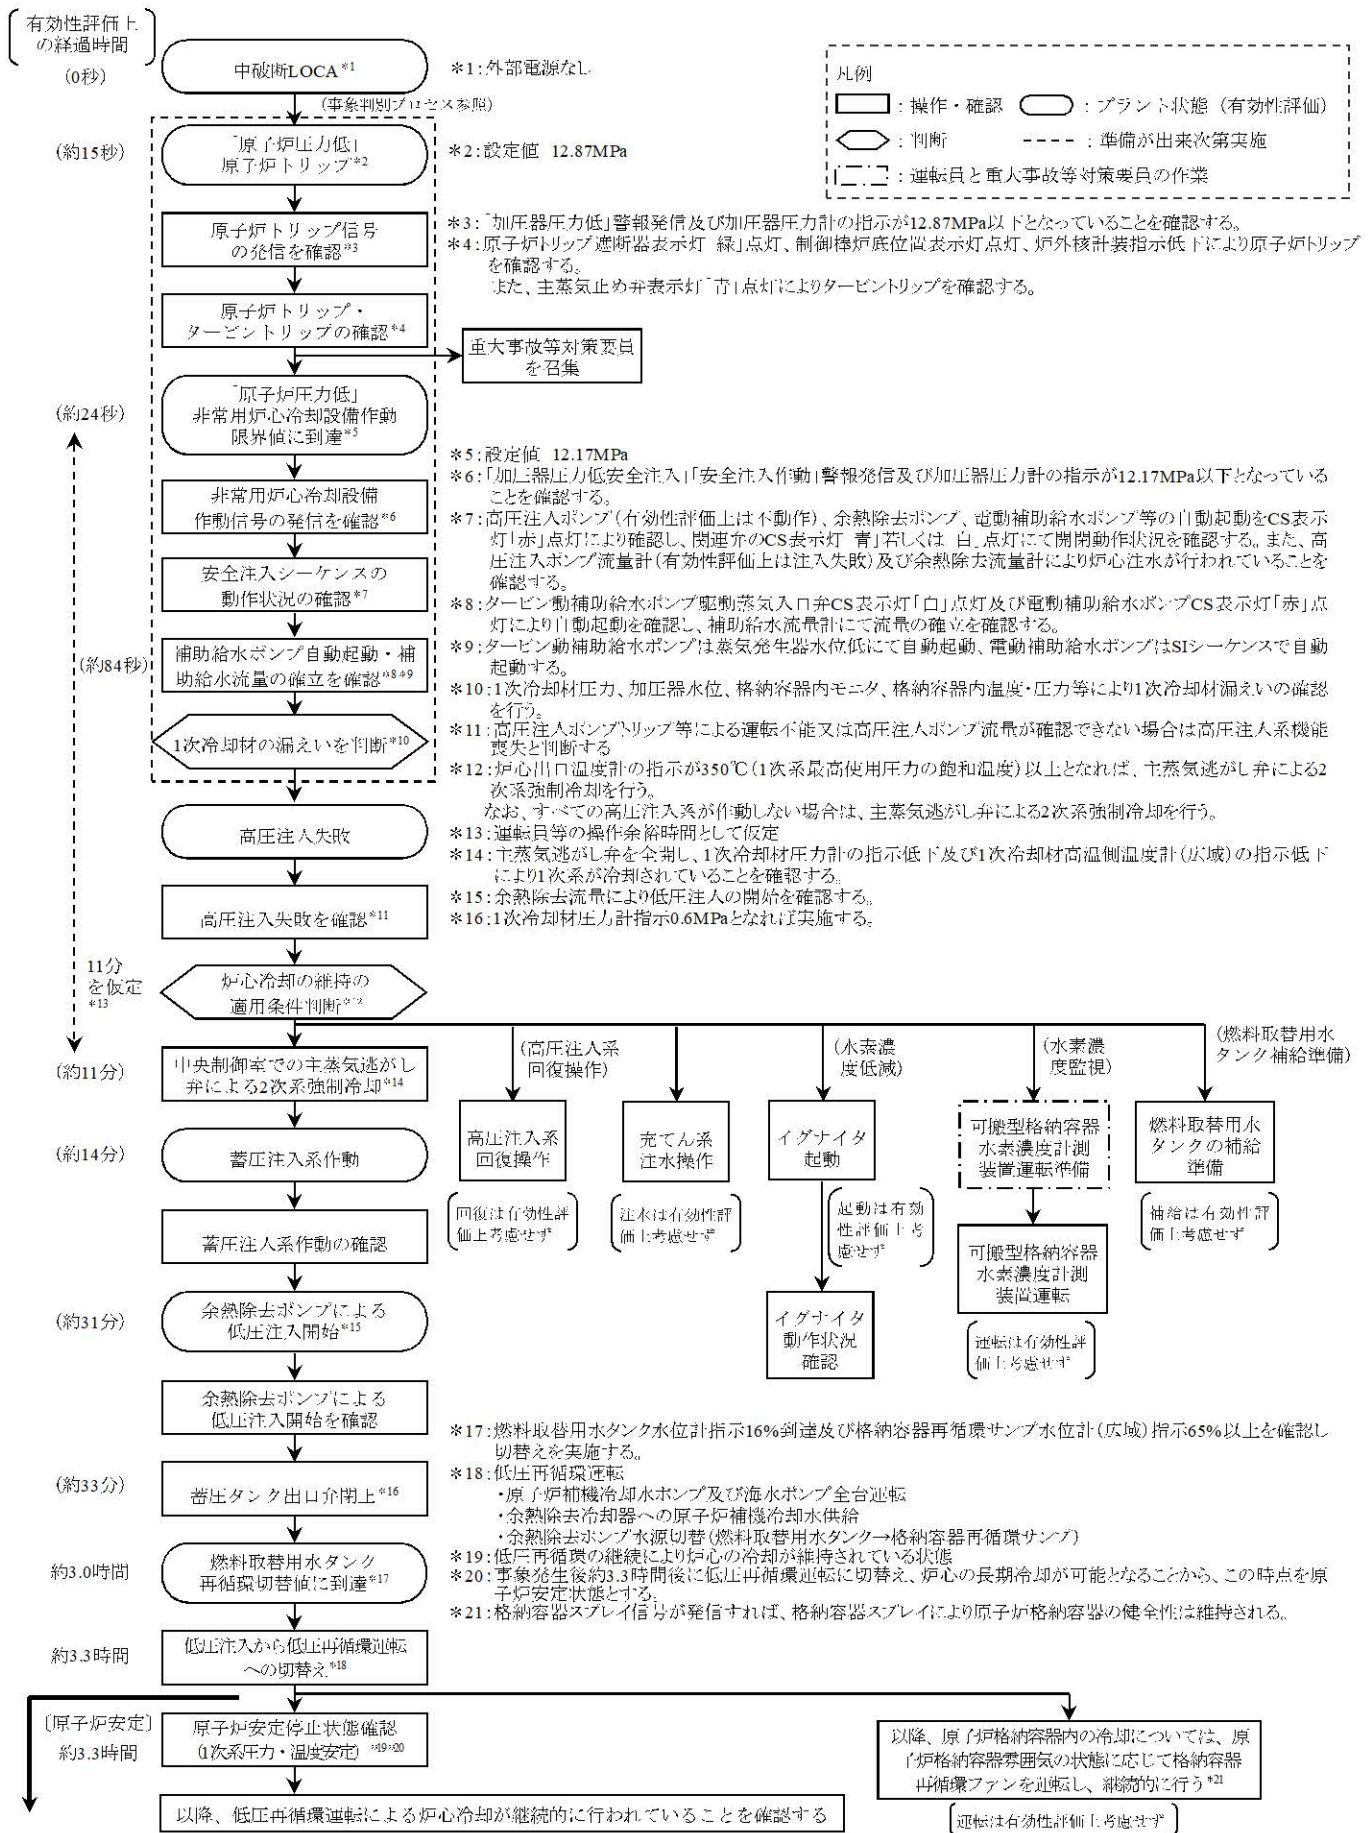 有効性評価上
の経過時間
(0秒)
中破断LOCA*1
*1:外部電源なし
(事象判別プロセス参照)
凡例
:操作・確認
:プラント状態(有効性評価)
:判断
:準備が出来次第実施
:運転員と重大事故等対策要員の作業
(約15秒)
「原子炉圧力低」
原子炉トリップ*2
*2:設定値 12.87MPa
原子炉トリップ信号
の発信を確認*3
*3:「加圧器圧力低」警報発信及び加圧器圧力計の指示が12.87MPa以下となっていることを確認する。
*4:原子炉トリップ遮断器表示灯「緑」点灯、制御棒炉底位置表示灯点灯、炉外核計装指示低下により原子炉トリップ
を確認する。
また、主蒸気止め弁表示灯「青」点灯によりタービントリップを確認する。
原子炉トリップ・
タービントリップの確認*4
重大事故等対策要員
を召集
(約24秒)
「原子炉圧力低」
非常用炉心冷却設備作動
限界値に到達*5
*5:設定値 12.17MPa
*6:「加圧器圧力低安全注入」「安全注入作動」警報発信及び加圧器圧力計の指示が12.17MPa以下となっている
ことを確認する。
非常用炉心冷却設備
作動信号の発信を確認*6
*7:高圧注入ポンプ(有効性評価上は不動作)、余熱除去ポンプ、電動補助給水ポンプ等の自動起動をCS表示
灯「赤」点灯により確認し、関連弁のCS表示灯「青」若しくは「白」点灯にて開閉動作状況を確認する。また、高
圧注入ポンプ流量計(有効性評価上は注入失敗)及び余熱除去流量計により炉心注水が行われていることを
確認する。
安全注入シーケンスの
動作状況の確認*7
*8:タービン動補助給水ポンプ駆動蒸気入口弁CS表示灯「白」点灯及び電動補助給水ポンプCS表示灯「赤」点
灯により自動起動を確認し、補助給水流量計にて流量の確立を確認する。
(約84秒)
補助給水ポンプ自動起動・補
助給水流量の確立を確認*8*9
*9:タービン動補助給水ポンプは蒸気発生器水位低にて自動起動、電動補助給水ポンプはSIシーケンスで自動
起動する。
*10:1次冷却材圧力、加圧器水位、格納容器内モニタ、格納容器内温度・圧力等により1次冷却材漏えいの確認
を行う。
1次冷却材の漏えいを判断*10
*11:高圧注入ポンプトリップ等による運転不能又は高圧注入ポンプ流量が確認できない場合は高圧注入系機能
喪失と判断する
*12:炉心出口温度計の指示が350℃(1次系最高使用圧力の飽和温度)以上となれば、主蒸気逃がし弁による2
次系強制冷却を行う。
なお、すべての高圧注入系が作動しない場合は、主蒸気逃がし弁による2次系強制冷却を行う。
高圧注入失敗
*13:運転員等の操作余裕時間として仮定
*14:主蒸気逃がし弁を全開し、1次冷却材圧力計の指示低下及び1次冷却材高温側温度計(広域)の指示低下
により1次系が冷却されていることを確認する。
*15:余熱除去流量により低圧注入の開始を確認する。
*16:1次冷却材圧力計指示0.6MPaとなれば実施する。
高圧注入失敗を確認*11
11分
を仮定
*13
炉心冷却の維持の
適用条件判断*12
(約11分)
中央制御室での主蒸気逃がし
弁による2次系強制冷却*14
(高圧注入系
回復操作)
(水素濃
度低減)
(水素濃
度監視)
(燃料取替用水
タンク補給準備)
高圧注入系
回復操作
充てん系
注水操作
イグナイタ
起動
可搬型格納容器
水素濃度計測
装置運転準備
燃料取替用水
タンクの補給
準備
(約14分)
蓄圧注入系作動
回復は有効性評
価上考慮せず
注水は有効性評
価上考慮せず
起動は有効
性評価上考
慮せず
補給は有効性評
価上考慮せず
蓄圧注入系作動の確認
可搬型格納容器
水素濃度計測
装置運転
(約31分)
余熱除去ポンプによる
低圧注入開始*15
イグナイタ
動作状況
確認
運転は有効性評
価上考慮せず
余熱除去ポンプによる
低圧注入開始を確認
*17:燃料取替用水タンク水位計指示16%到達及び格納容器再循環サンプ水位計(広域)指示65%以上を確認し
切替えを実施する。
(約33分)
蓄圧タンク出口弁閉止*16
*18:低圧再循環運転
・原子炉補機冷却水ポンプ及び海水ポンプ全台運転
・余熱除去冷却器への原子炉補機冷却水供給
・余熱除去ポンプ水源切替(燃料取替用水タンク→格納容器再循環サンプ)
約3.0時間
燃料取替用水タンク
再循環切替値に到達*17
*19:低圧再循環の継続により炉心の冷却が維持されている状態
*20:事象発生後約3.3時間後に低圧再循環運転に切替え、炉心の長期冷却が可能となることから、この時点を原
子炉安定状態とする。
*21:格納容器スプレイ信号が発信すれば、格納容器スプレイにより原子炉格納容器の健全性は維持される。
約3.3時間
低圧注入から低圧再循環運転
への切替え*18
〔原子炉安定〕
約3.3時間
原子炉安定停止状態確認
(1次系圧力・温度安定) *19*20
以降、原子炉格納容器内の冷却については、原
子炉格納容器雰囲気の状態に応じて格納容器
再循環ファンを運転し、継続的に行う*21
以降、低圧再循環運転による炉心冷却が継続的に行われていることを確認する
運転は有効性評価上考慮せず